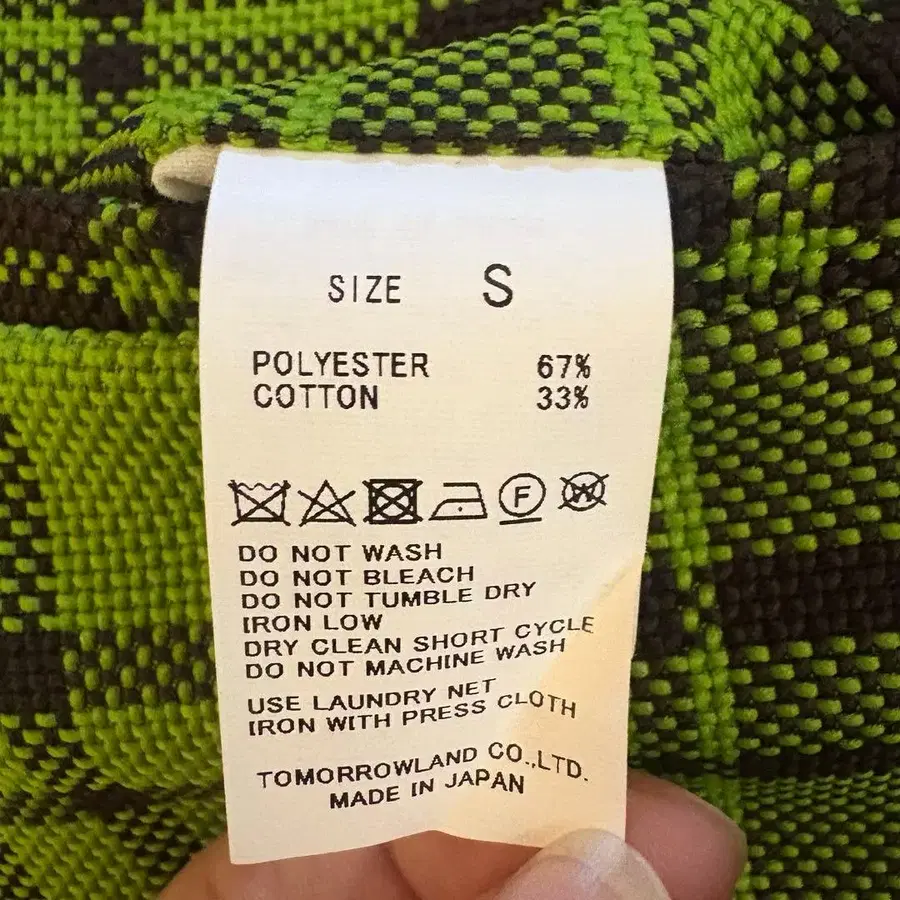 SIZE S
POLYESTER 67%
COTTON 33%
F W
DO NOT WASH
DO NOT BLEACH
DO NOT TUMBLE DRY
IRON LOW
DRY CLEAN SHORT CYCLE
DO NOT MACHINE WASH
USE LAUNDRY NET
IRON WITH PRESS CLOTH
TOMORROWLAND CO.,LTD.
MADE IN JAPAN